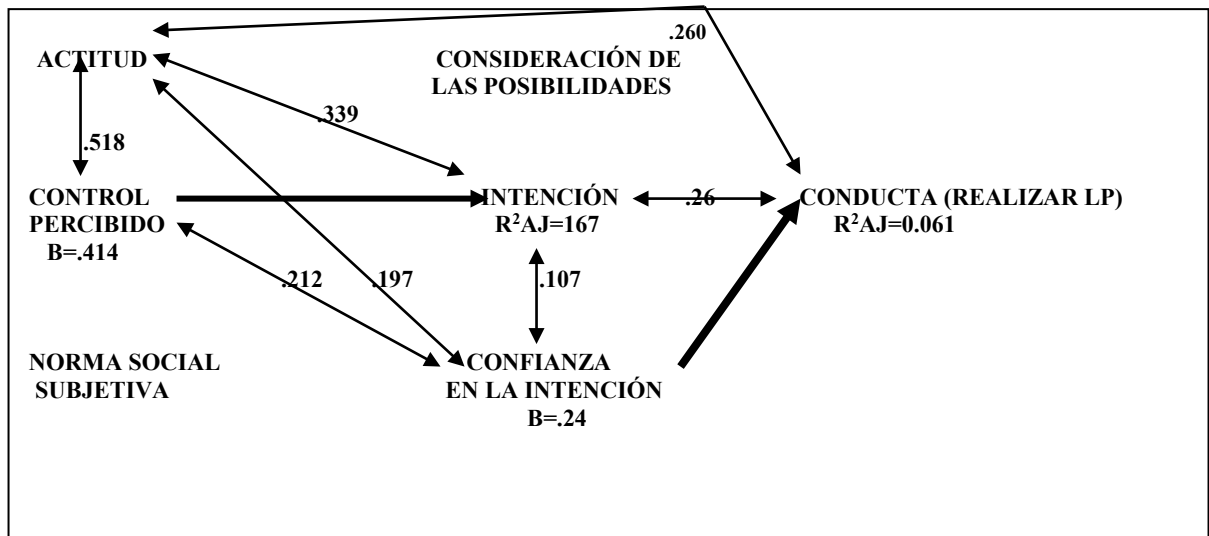 .260
ACTITUD CONSIDERACIÓN DE
LAS POSIBILIDADES
.339
.518
CONTROL INTENCIÓN .26 CONDUCTA (REALIZAR LP)
PERCIBIDO R²AJ=167 R²AJ=0.061
B=.414
.212 .197 .107
NORMA SOCIAL CONFIANZA
SUBJETIVA EN LA INTENCIÓN
B=.24